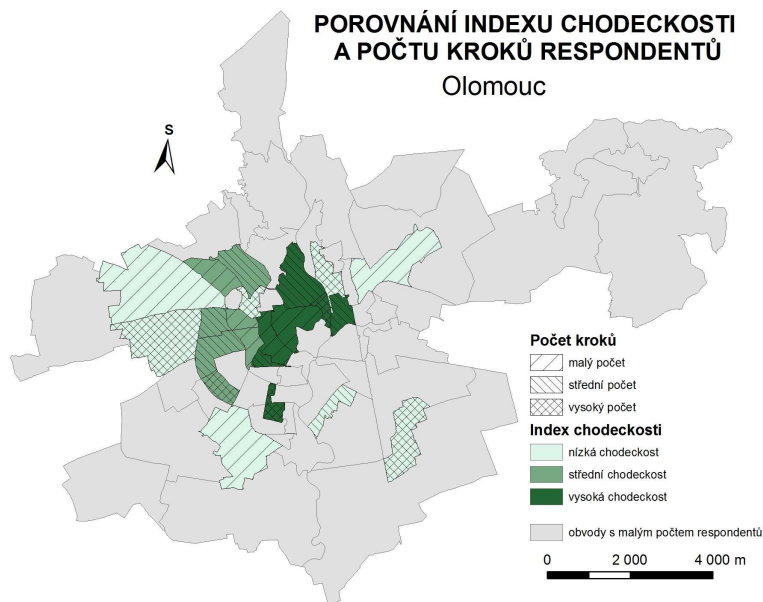 POROVNÁNÍ INDEXU CHODECKOSTI
A POČTU KROKŮ RESPONDENTŮ
Olomouc
S
Počet kroků
malý počet
střední počet
vysoký počet
Index chodeckosti
nízká chodeckost
střední chodeckost
vysoká chodeckost
obvody s malým počtem respondentů
0 2 000 4 000 m